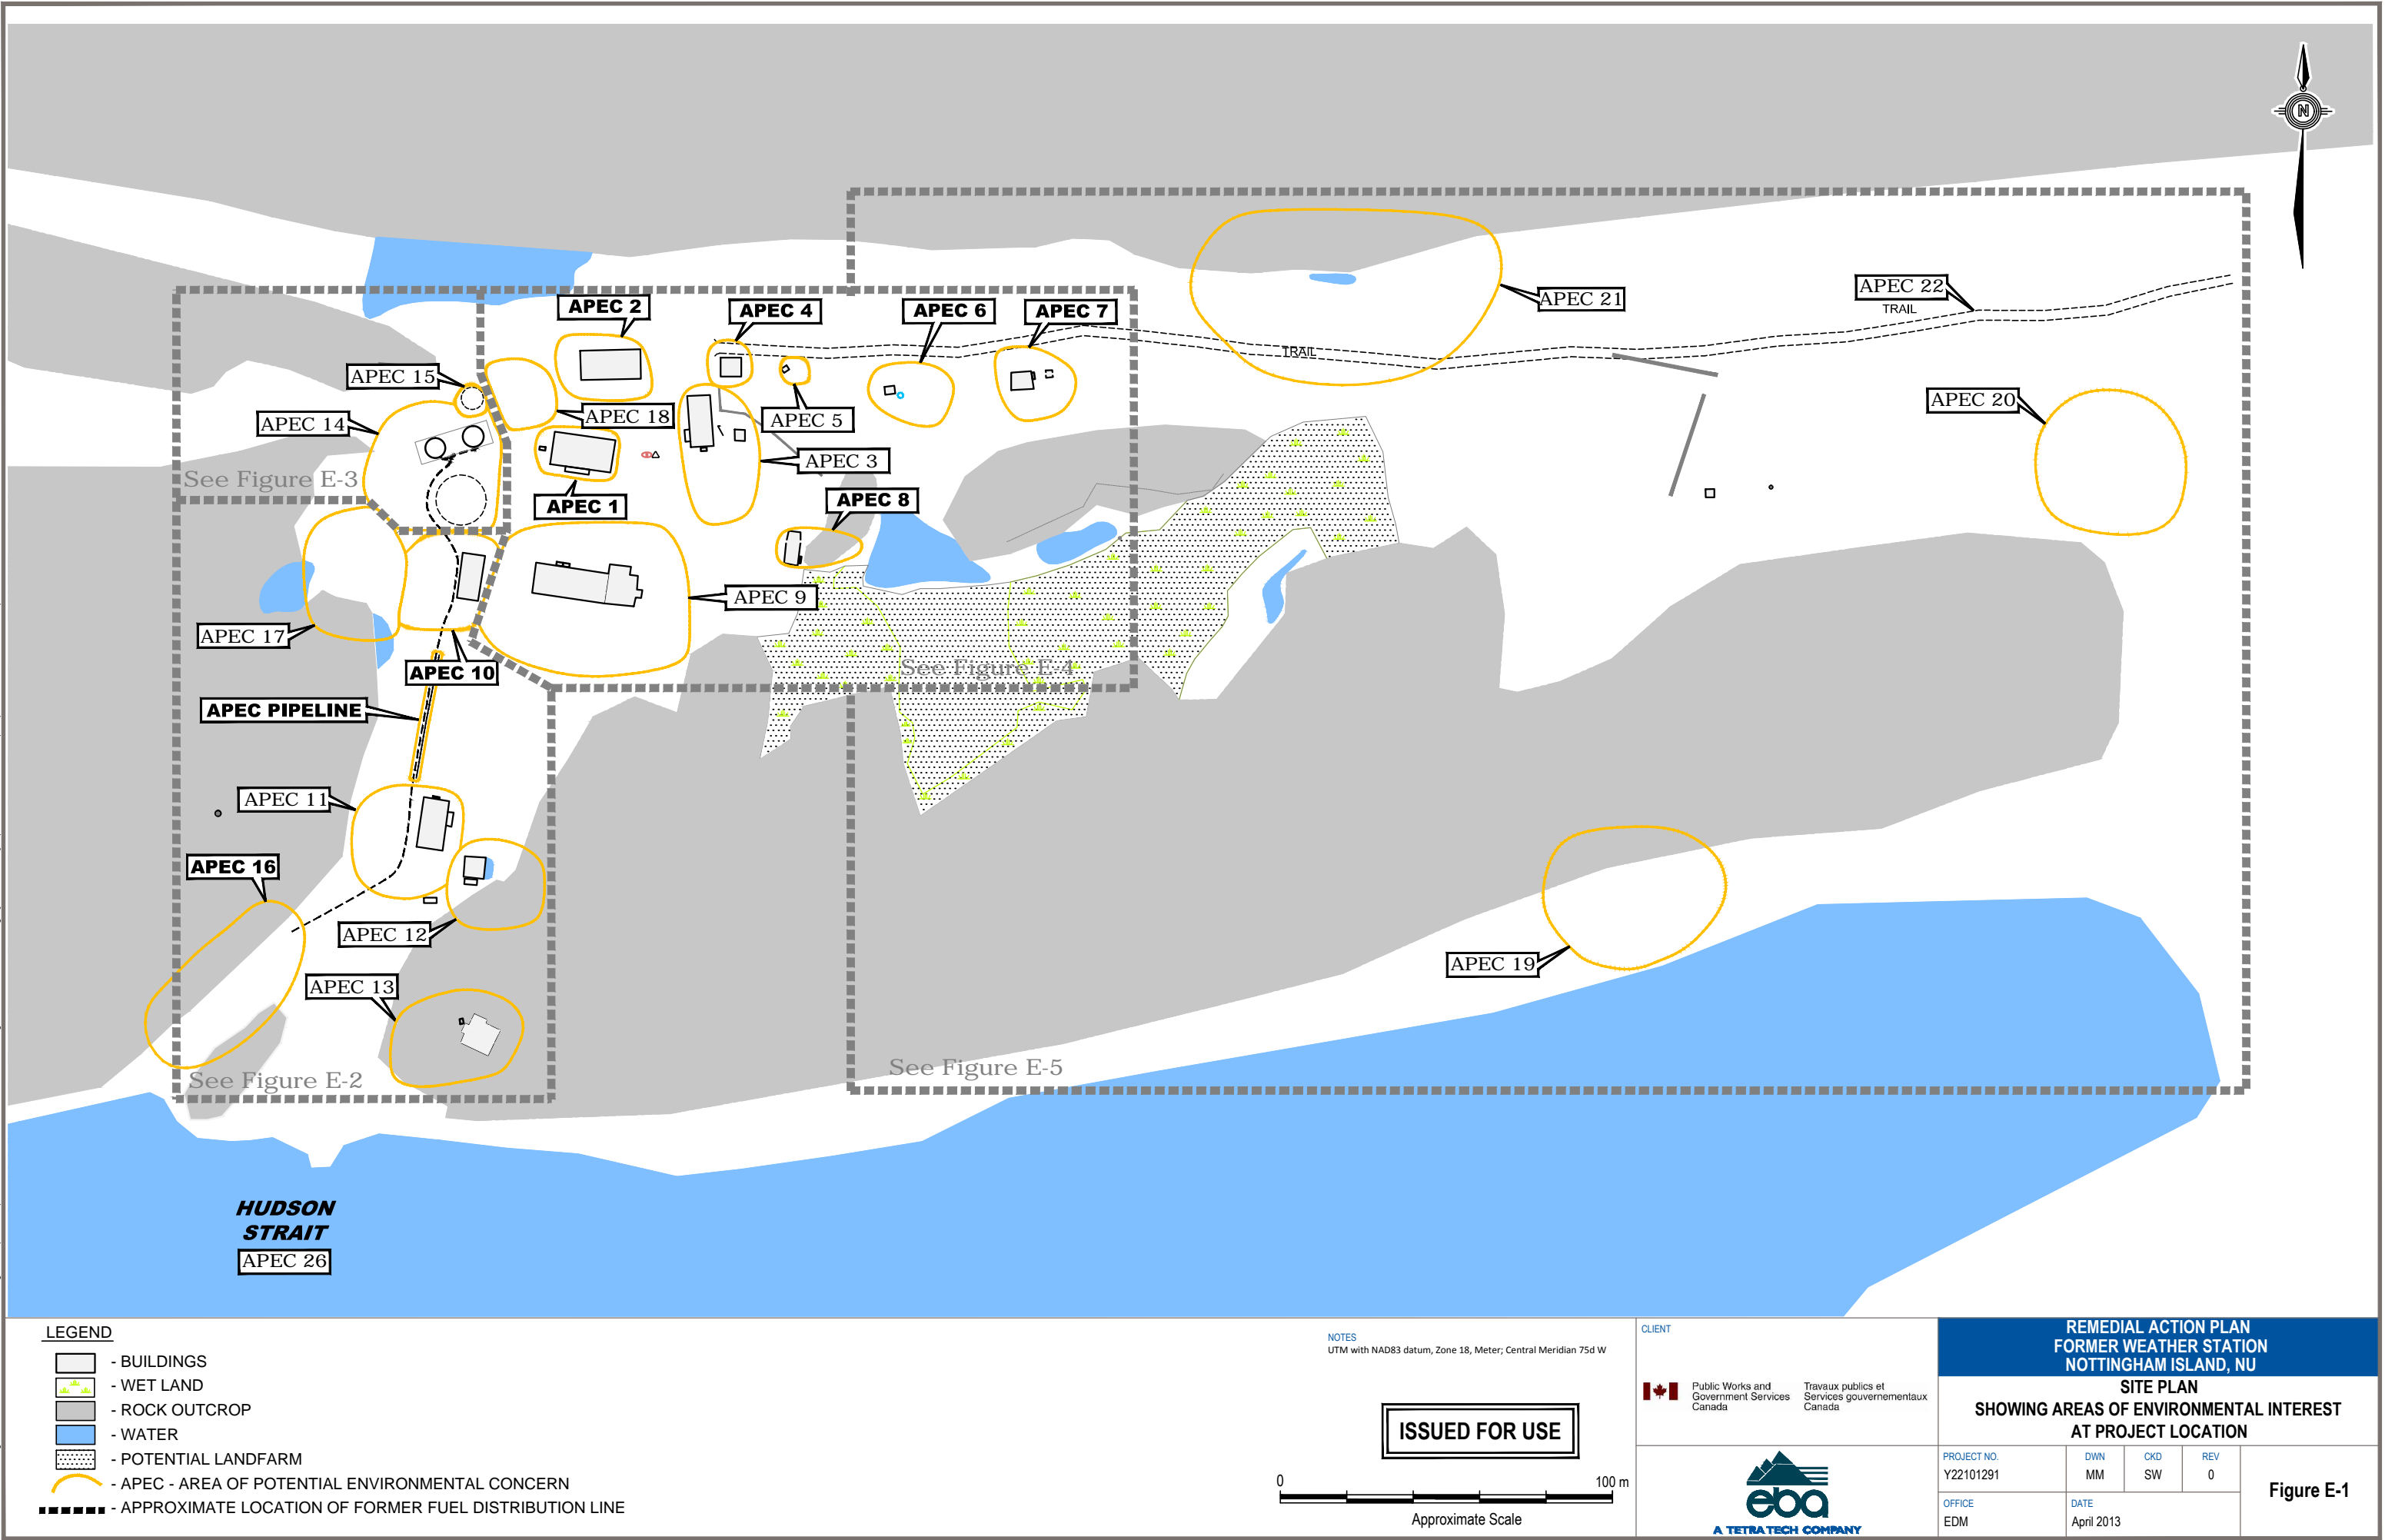 N
APEC 21
APEC 22
TRAIL
TRAIL
APEC 2
APEC 4
APEC 6
APEC 7
APEC 15
APEC 14
APEC 18
APEC 5
APEC 20
See Figure E-3
APEC 3
APEC 1
APEC 8
APEC 9
APEC 17
APEC 10
See Figure E-4
APEC PIPELINE
APEC 11
APEC 16
APEC 12
APEC 19
APEC 13
See Figure E-2
See Figure E-5
HUDSON
STRAIT
APEC 26
LEGEND
- BUILDINGS
- WET LAND
- ROCK OUTCROP
- WATER
- POTENTIAL LANDFARM
- APEC - AREA OF POTENTIAL ENVIRONMENTAL CONCERN
- APPROXIMATE LOCATION OF FORMER FUEL DISTRIBUTION LINE
NOTES
UTM with NAD83 datum, Zone 18, Meter; Central Meridian 75d W
ISSUED FOR USE
0 100 m
Approximate Scale
CLIENT
Public Works and
Government Services
Canada
Travaux publics et
Services gouvernementaux
Canada
eba
A TETRA TECH COMPANY
REMEDIAL ACTION PLAN
FORMER WEATHER STATION
NOTTINGHAM ISLAND, NU
SITE PLAN
SHOWING AREAS OF ENVIRONMENTAL INTEREST
AT PROJECT LOCATION
PROJECT NO. DWN CKD REV
Y22101291 MM SW 0
OFFICE DATE
EDM April 2013
Figure E-1